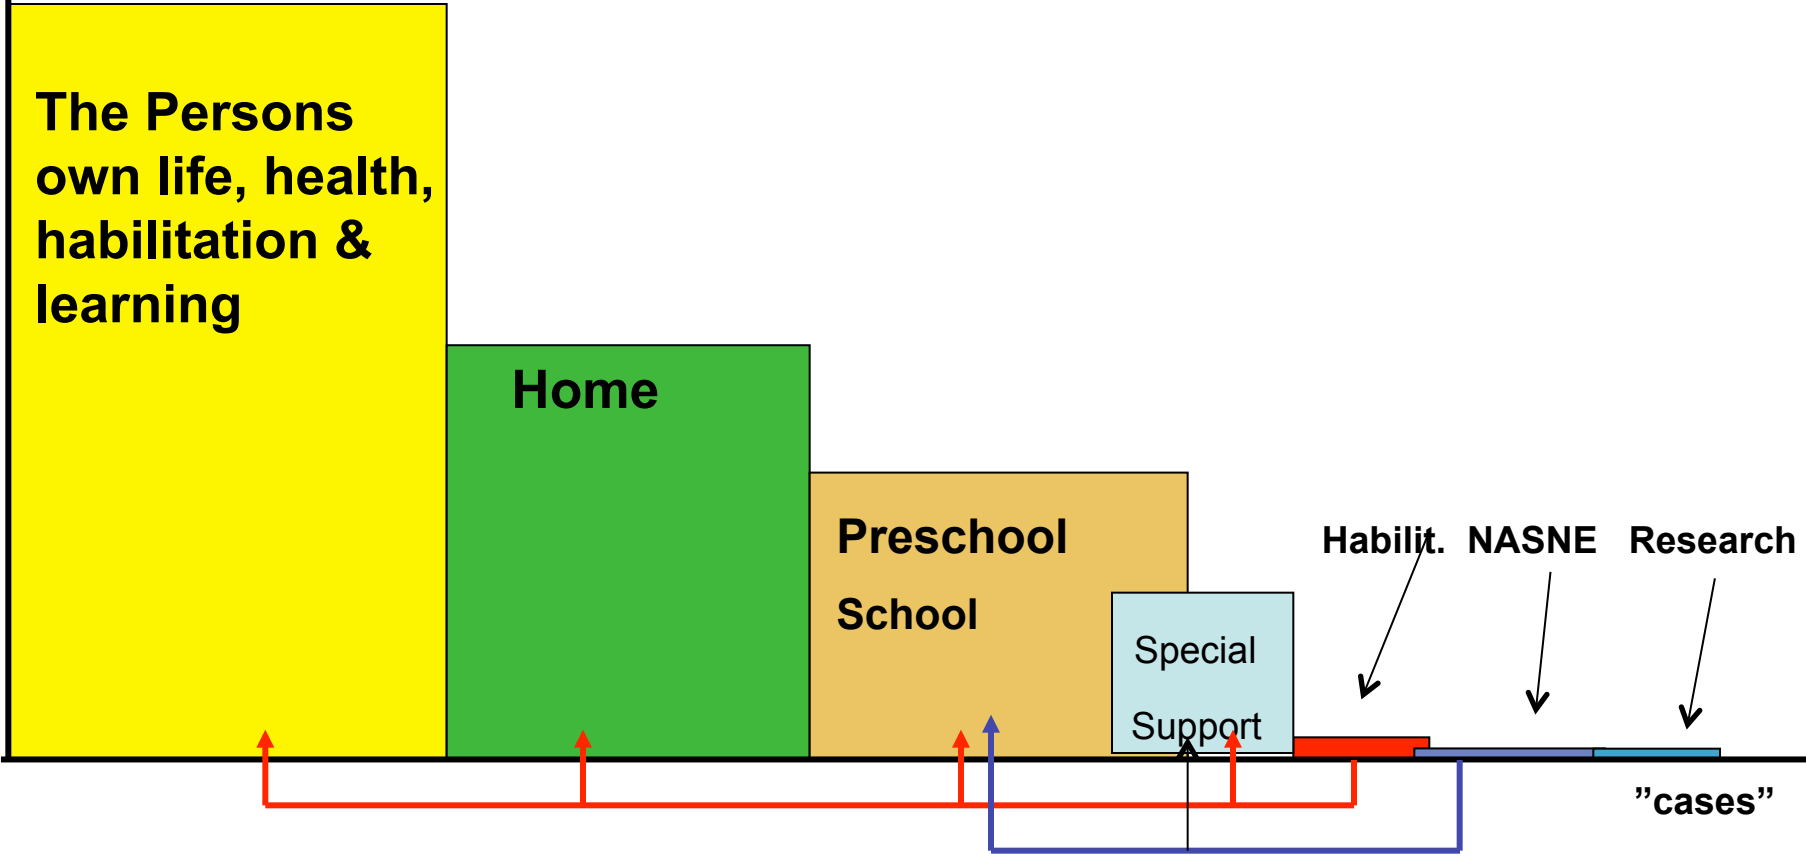 The Persons
own life, health,
habilitation &
learning
Home
Preschool
School
Special
Support
Habilit. NASNE Research
”cases”